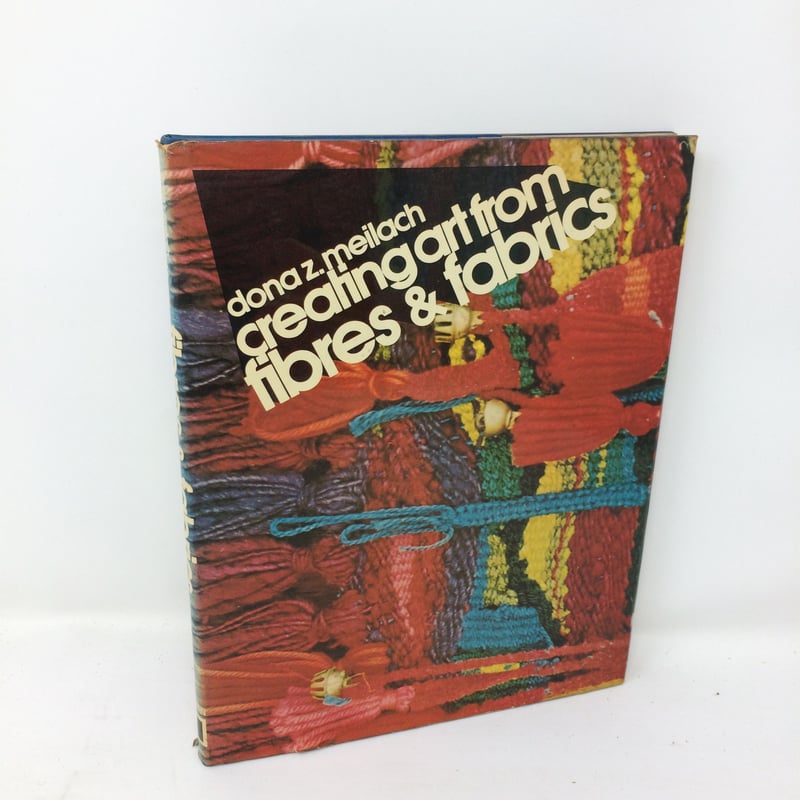 dona z. meilach
creating art from
fibres & fabrics